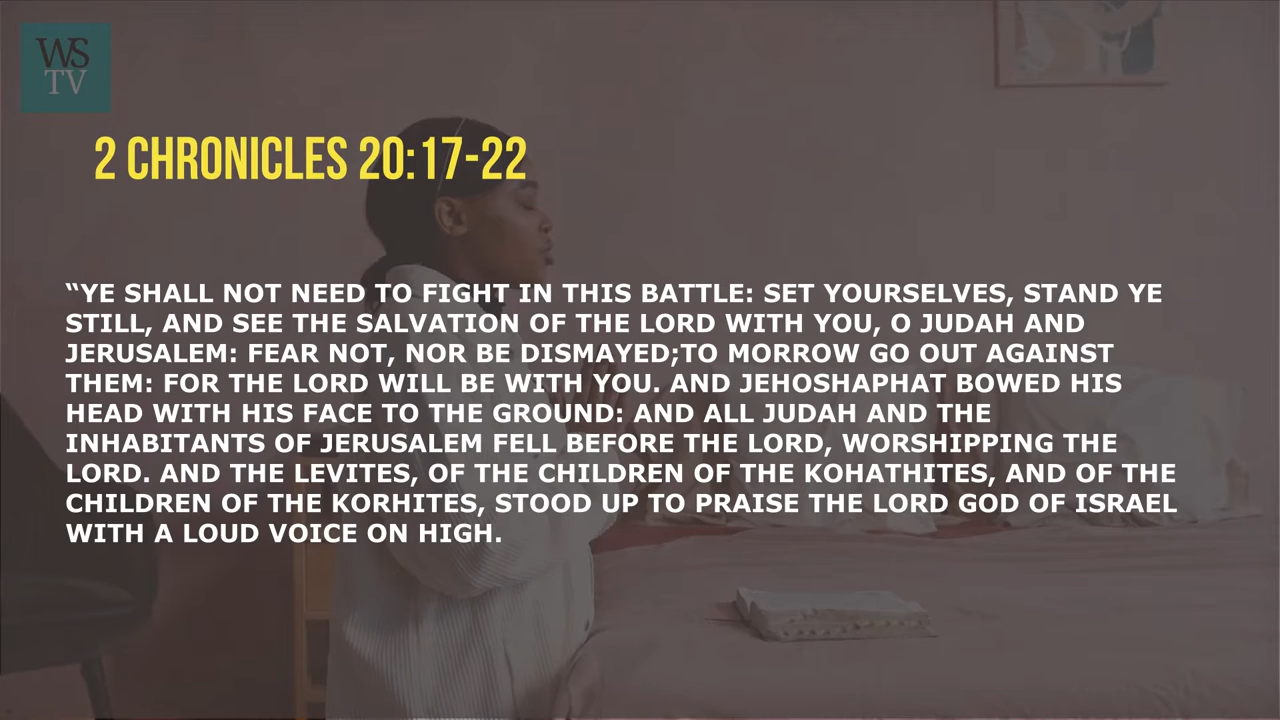 WS
TV
2 CHRONICLES 20:17-22
“YE SHALL NOT NEED TO FIGHT IN THIS BATTLE: SET YOURSELVES, STAND YE
STILL, AND SEE THE SALVATION OF THE LORD WITH YOU, O JUDAH AND
JERUSALEM: FEAR NOT, NOR BE DISMAYED;TO MORROW GO OUT AGAINST
THEM: FOR THE LORD WILL BE WITH YOU. AND JEHOSHAPHAT BOWED HIS
HEAD WITH HIS FACE TO THE GROUND: AND ALL JUDAH AND THE
INHABITANTS OF JERUSALEM FELL BEFORE THE LORD, WORSHIPPING THE
LORD. AND THE LEVITES, OF THE CHILDREN OF THE KOHATHITES, AND OF THE
CHILDREN OF THE KORHITES, STOOD UP TO PRAISE THE LORD GOD OF ISRAEL
WITH A LOUD VOICE ON HIGH.